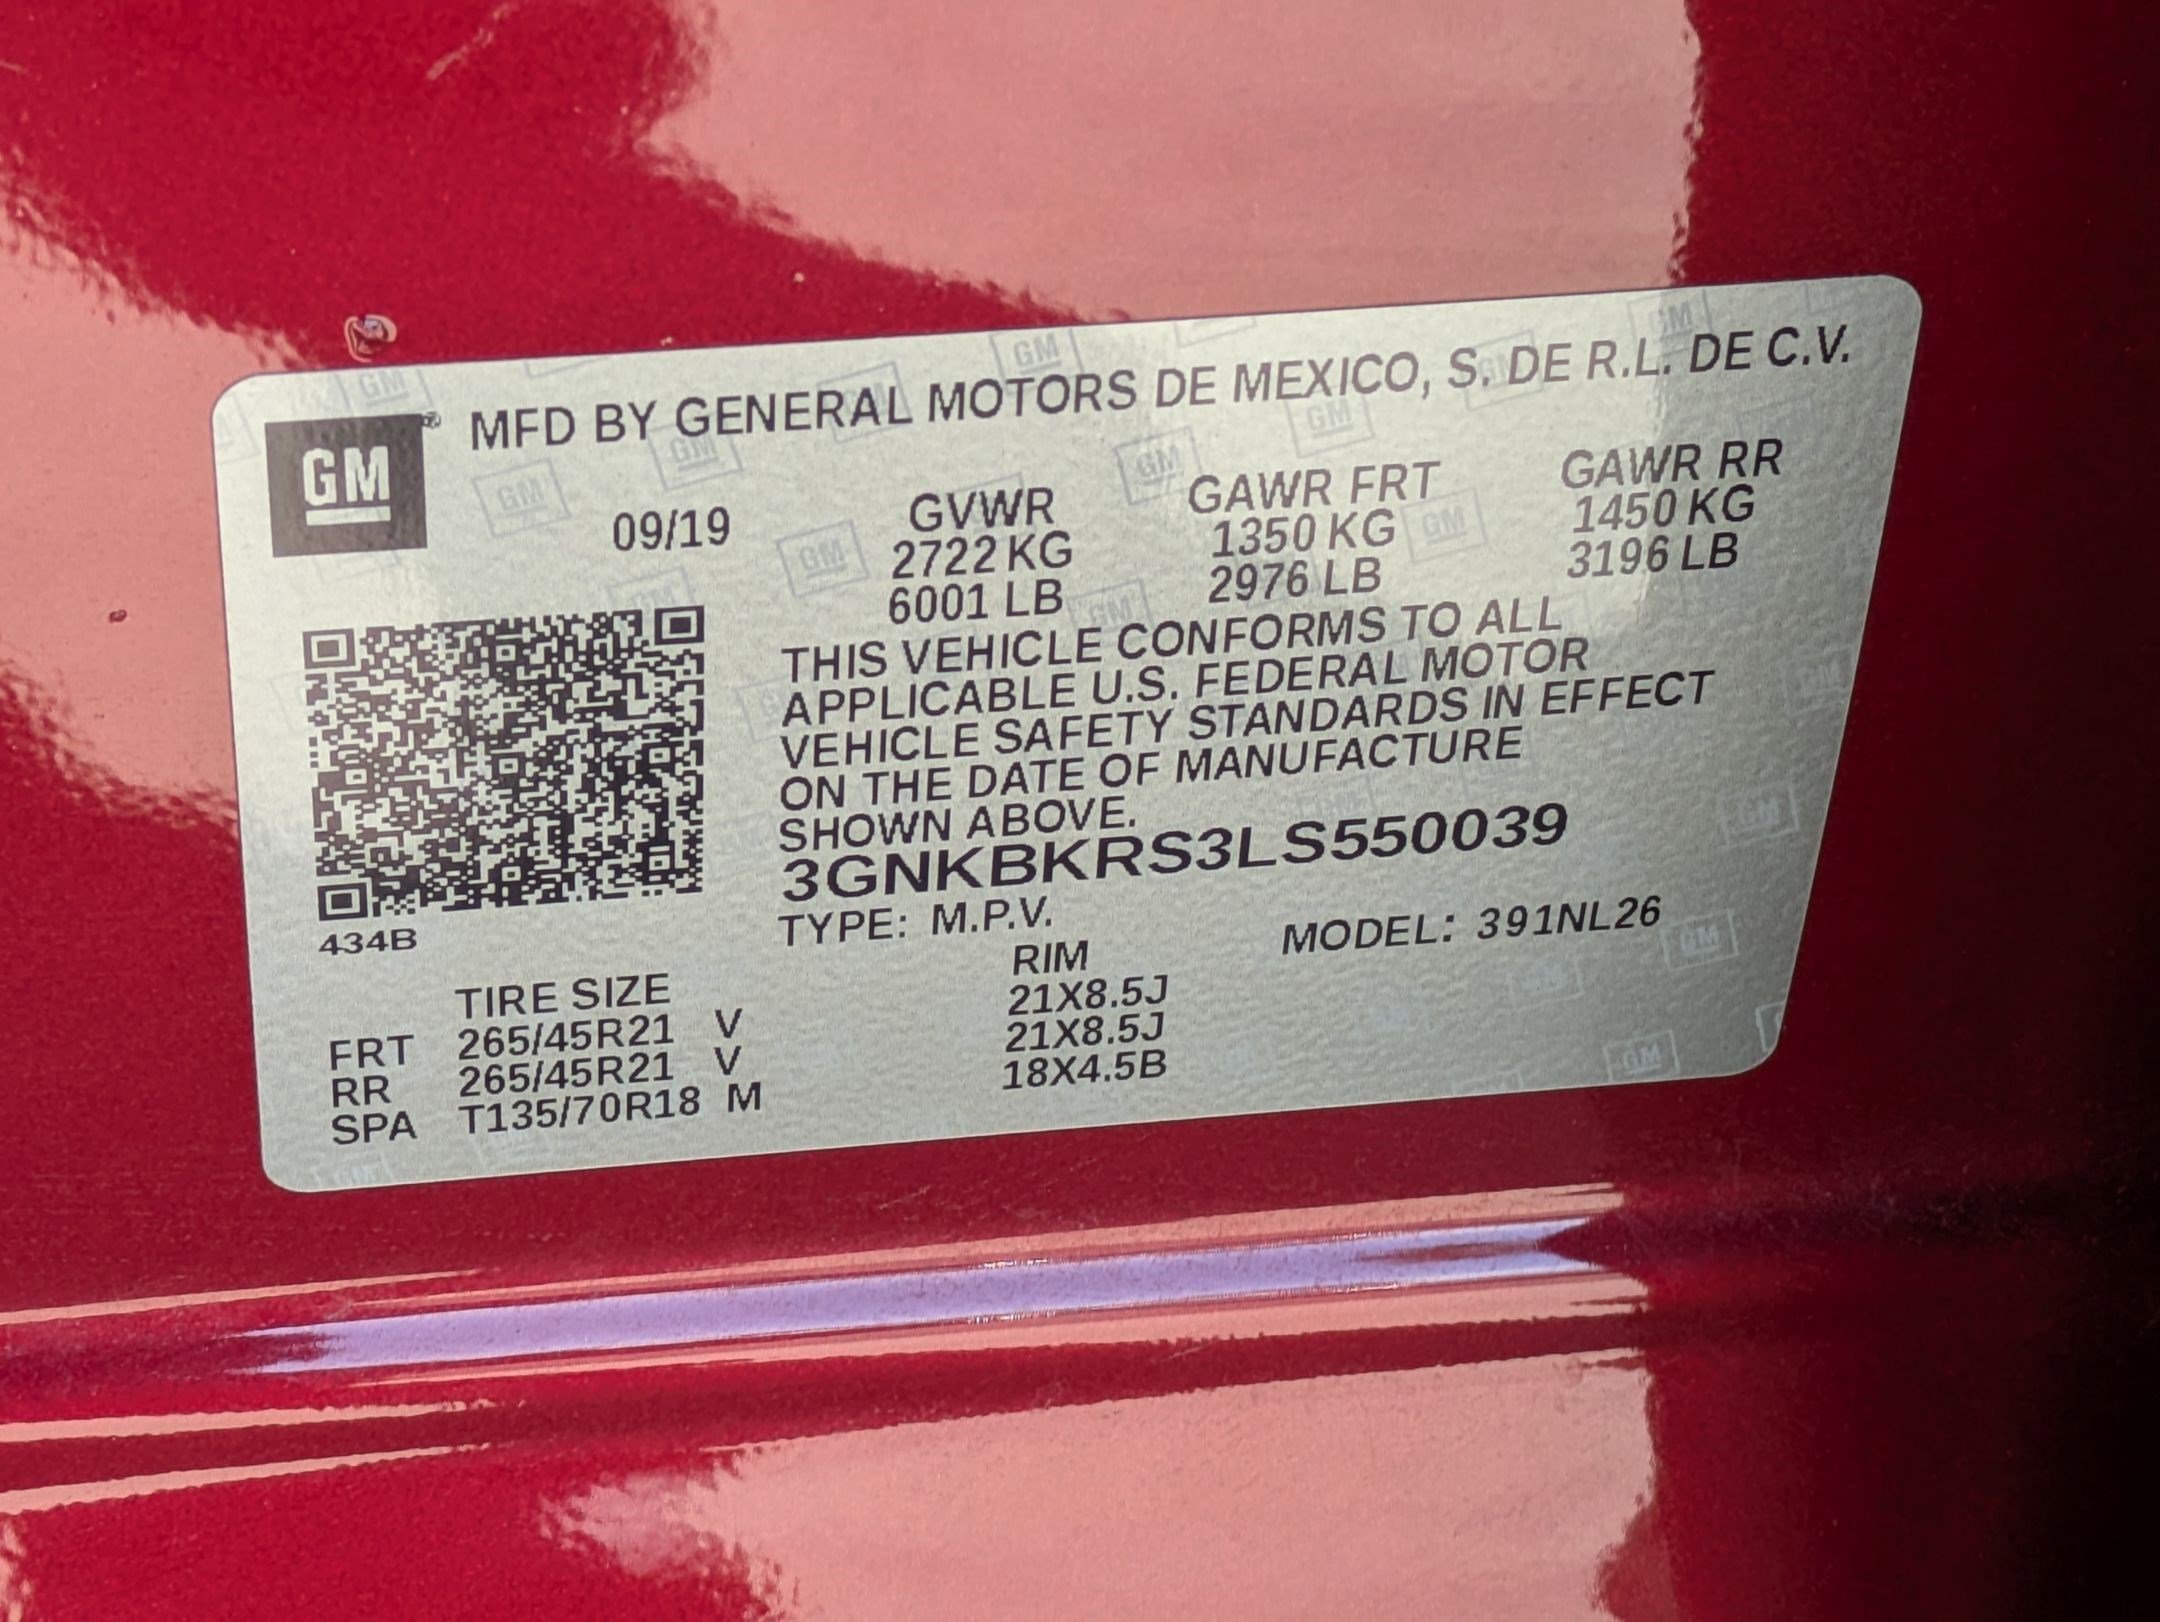 GM® MFD BY GENERAL MOTORS DE MEXICO, S. DE R.L. DE C.V.
09/19 GVWR GAWR FRT GAWR RR
2722 KG 1350 KG 1450 KG
6001 LB 2976 LB 3196 LB
THIS VEHICLE CONFORMS TO ALL
APPLICABLE U.S. FEDERAL MOTOR
VEHICLE SAFETY STANDARDS IN EFFECT
ON THE DATE OF MANUFACTURE
SHOWN ABOVE.
3GNKBKRS3LS550039
TYPE: M.P.V. MODEL: 391NL26
434B
TIRE SIZE RIM
FRT 265/45R21 V 21X8.5J
RR 265/45R21 V 21X8.5J
SPA T135/70R18 M 18X4.5B